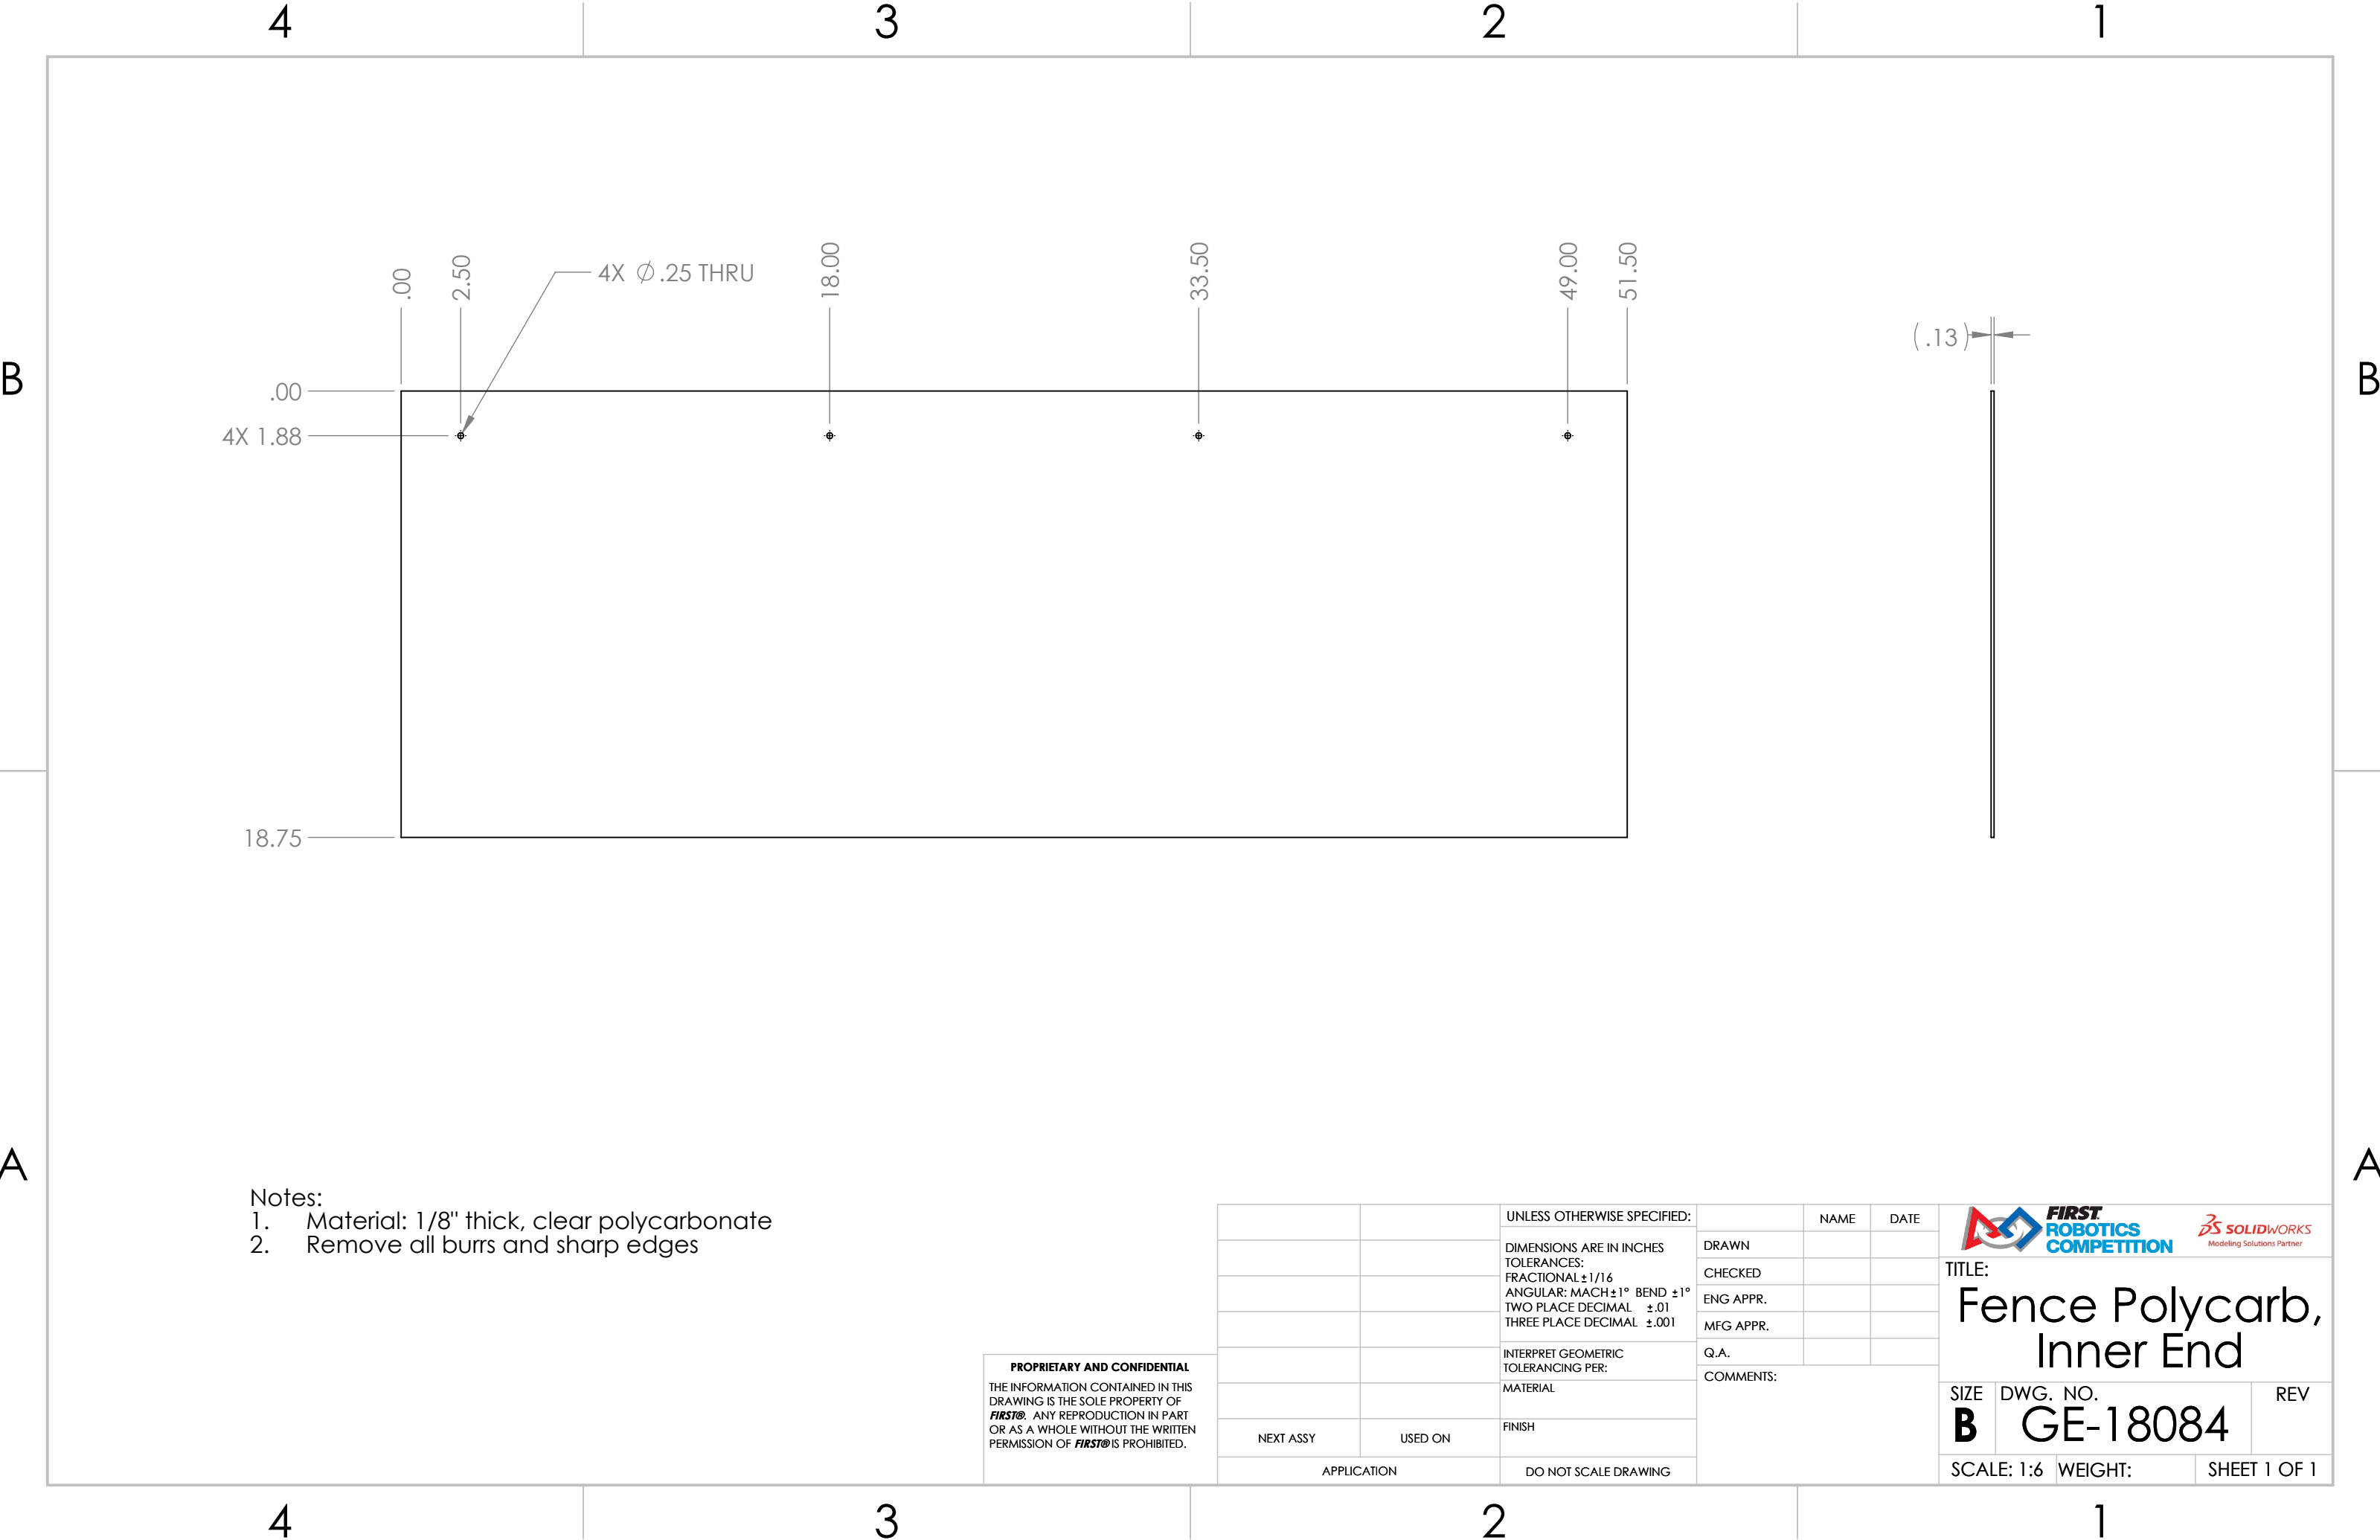 4 3 2 1
.00
2.50
4X ∅.25 THRU
18.00
33.50
49.00
51.50
( .13 )
B B
.00
4X 1.88
18.75
A A
Notes:
1. Material: 1/8" thick, clear polycarbonate
2. Remove all burrs and sharp edges
PROPRIETARY AND CONFIDENTIAL
THE INFORMATION CONTAINED IN THIS
DRAWING IS THE SOLE PROPERTY OF
FIRST®. ANY REPRODUCTION IN PART
OR AS A WHOLE WITHOUT THE WRITTEN
PERMISSION OF FIRST® IS PROHIBITED.
NEXT ASSY USED ON
APPLICATION
UNLESS OTHERWISE SPECIFIED:
DIMENSIONS ARE IN INCHES
TOLERANCES:
FRACTIONAL ±1/16
ANGULAR: MACH ±1° BEND ±1°
TWO PLACE DECIMAL ±.01
THREE PLACE DECIMAL ±.001
INTERPRET GEOMETRIC
TOLERANCING PER:
MATERIAL
FINISH
DO NOT SCALE DRAWING
NAME DATE
DRAWN
CHECKED
ENG APPR.
MFG APPR.
Q.A.
COMMENTS:
FIRST.
ROBOTICS
COMPETITION
SOLIDWORKS
Modeling Solutions Partner
TITLE:
Fence Polycarb,
Inner End
SIZE DWG. NO. REV
B GE-18084
SCALE: 1:6 WEIGHT: SHEET 1 OF 1
4 3 2 1